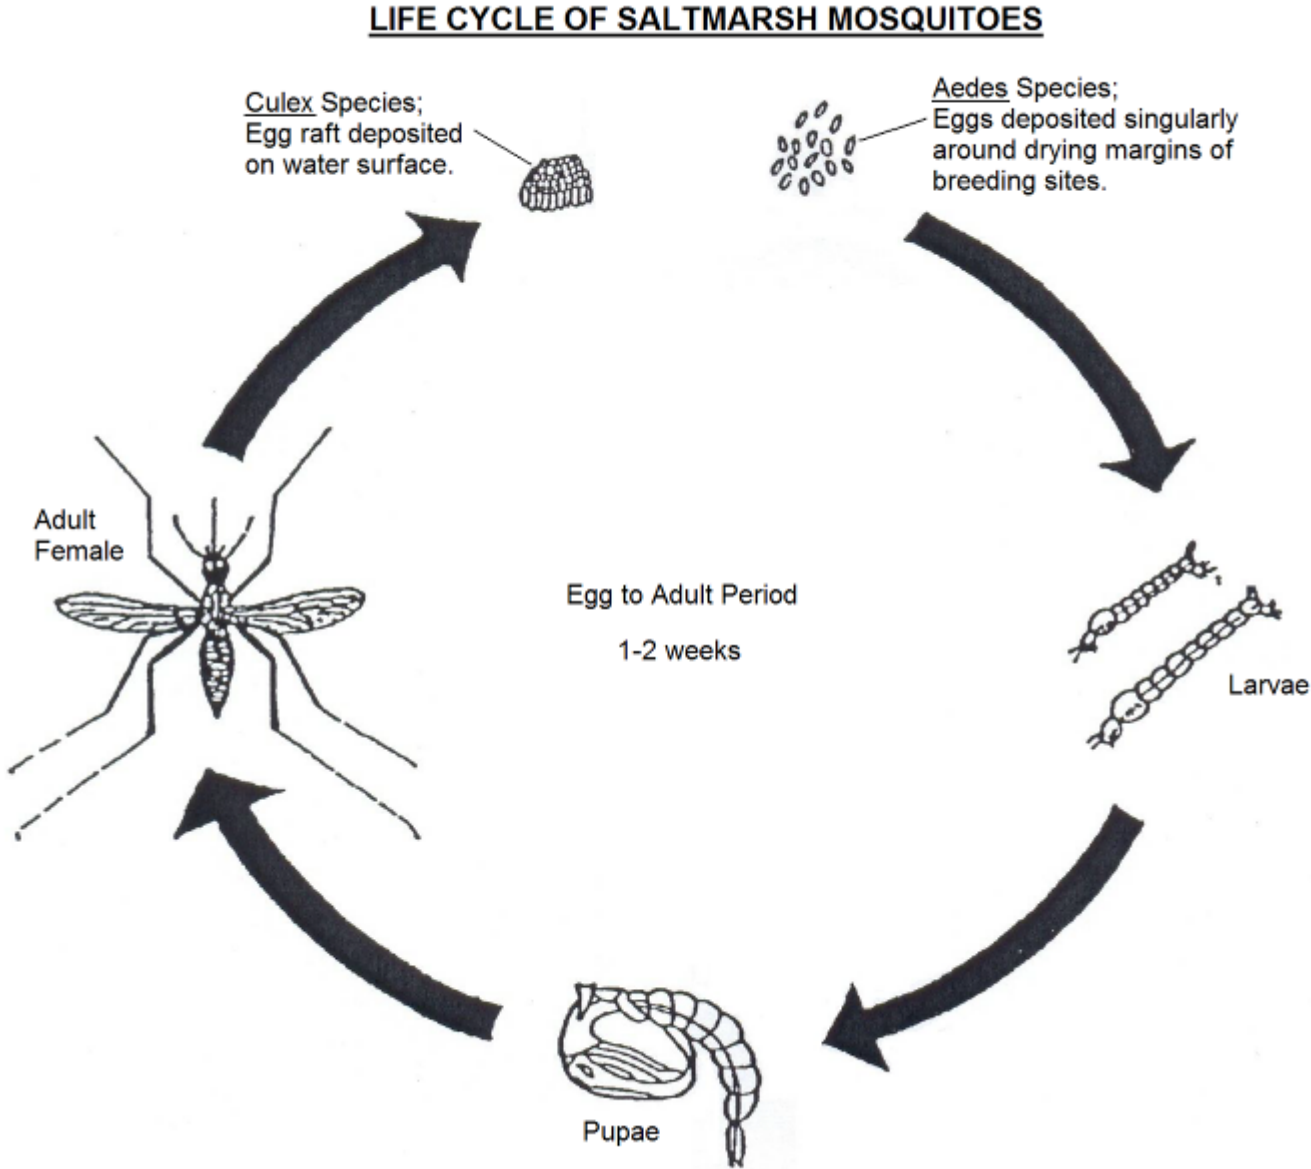 LIFE CYCLE OF SALTMARSH MOSQUITOES
Culex Species;
Egg raft deposited
on water surface.
Aedes Species;
Eggs deposited singularly
around drying margins of
breeding sites.
Adult
Female
Egg to Adult Period
1-2 weeks
Larvae
Pupae